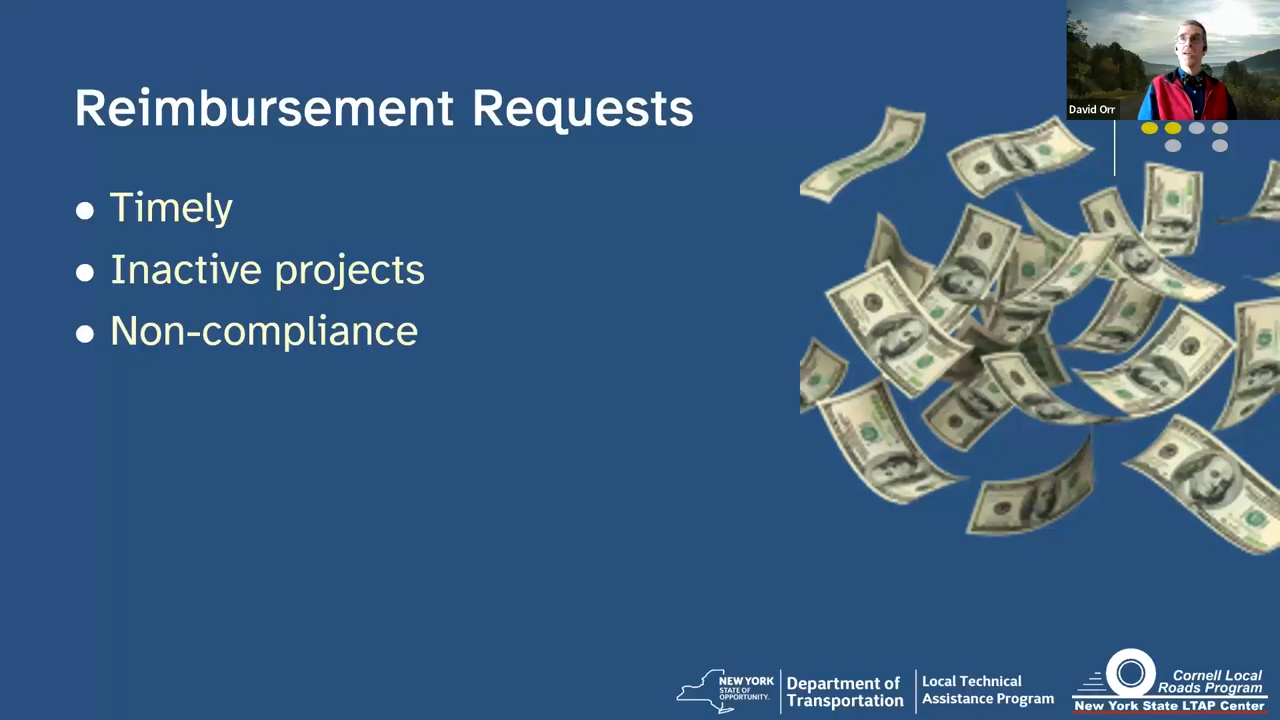 David Orr
Reimbursement Requests
• Timely
• Inactive projects
• Non-compliance
NEW YORK
STATE OF
OPPORTUNITY.
Department of
Transportation
Local Technical
Assistance Program
Cornell Local
Roads Program
New York State LTAP Center